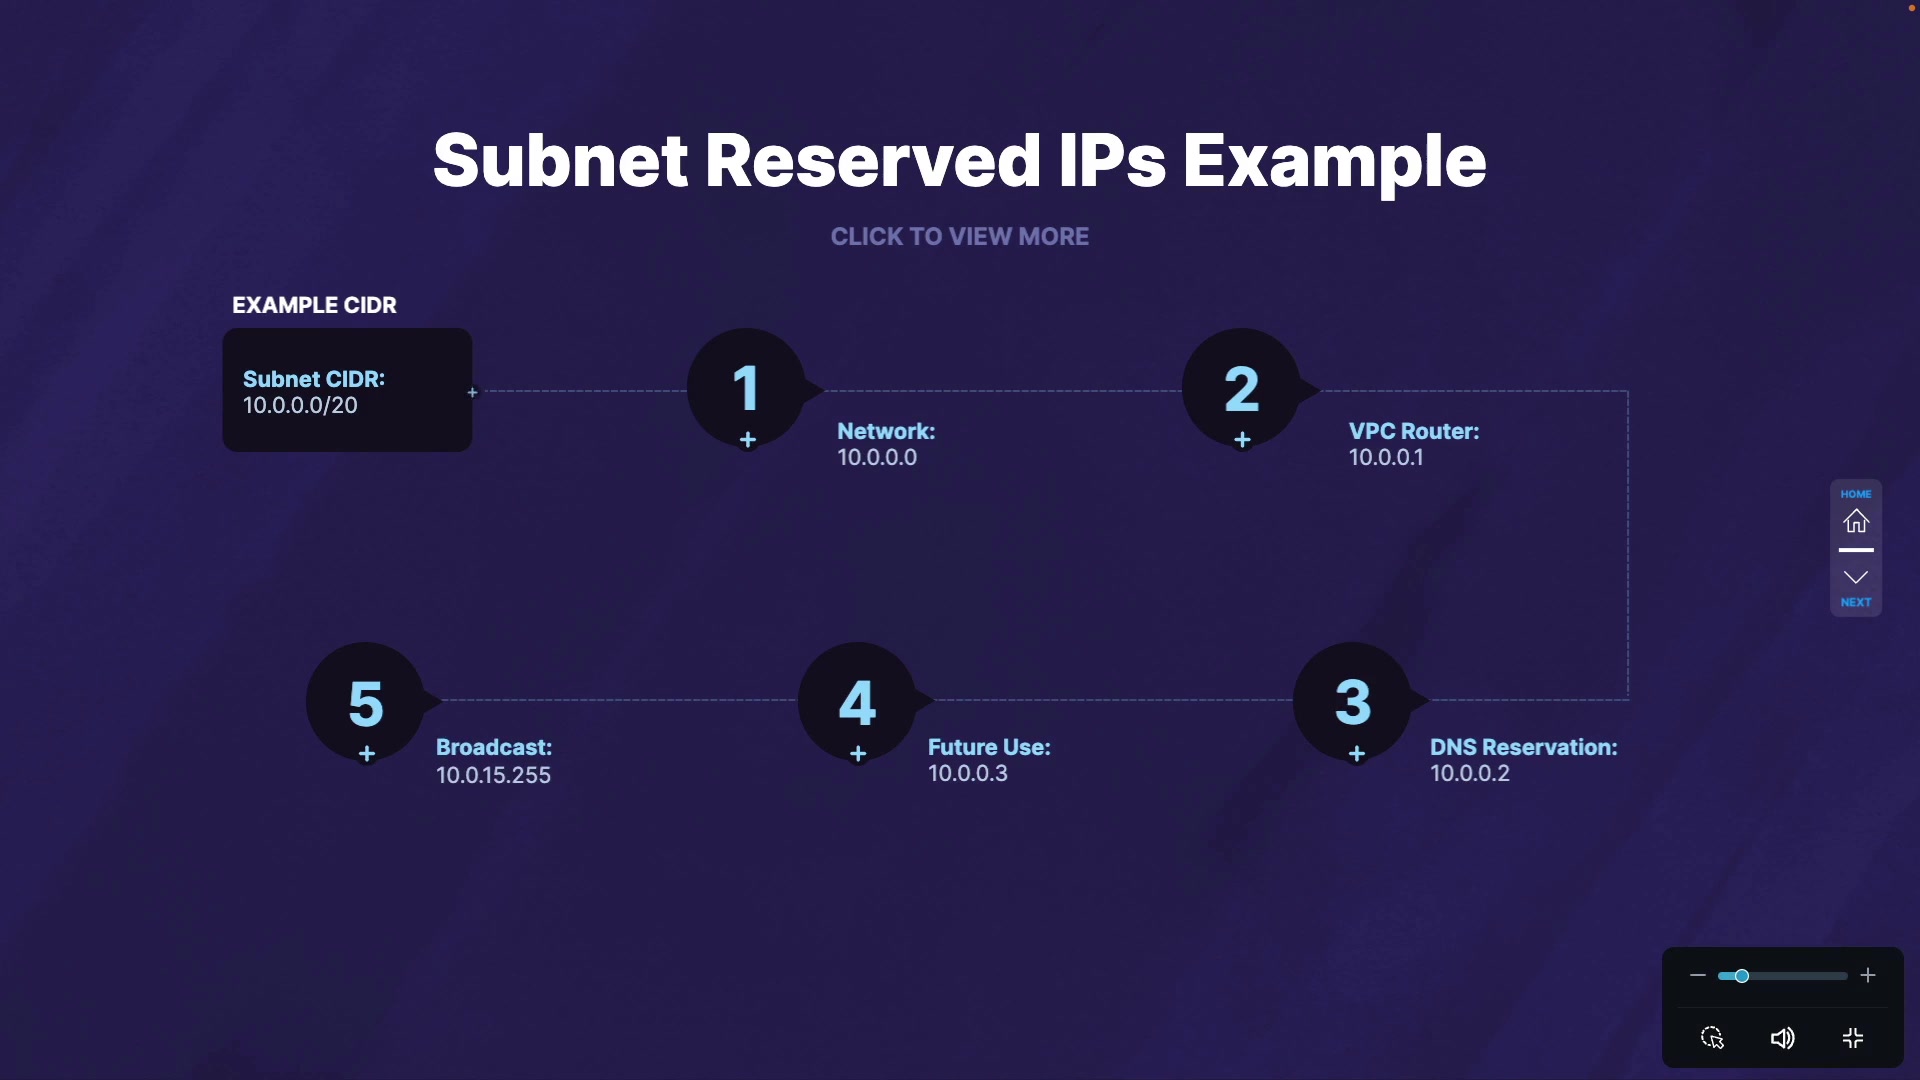 Subnet Reserved IPs Example
CLICK TO VIEW MORE
EXAMPLE CIDR
Subnet CIDR:
10.0.0.0/20
1
Network:
10.0.0.0
2
VPC Router:
10.0.0.1
HOME
NEXT
3
DNS Reservation:
10.0.0.2
4
Future Use:
10.0.0.3
5
Broadcast:
10.0.15.255